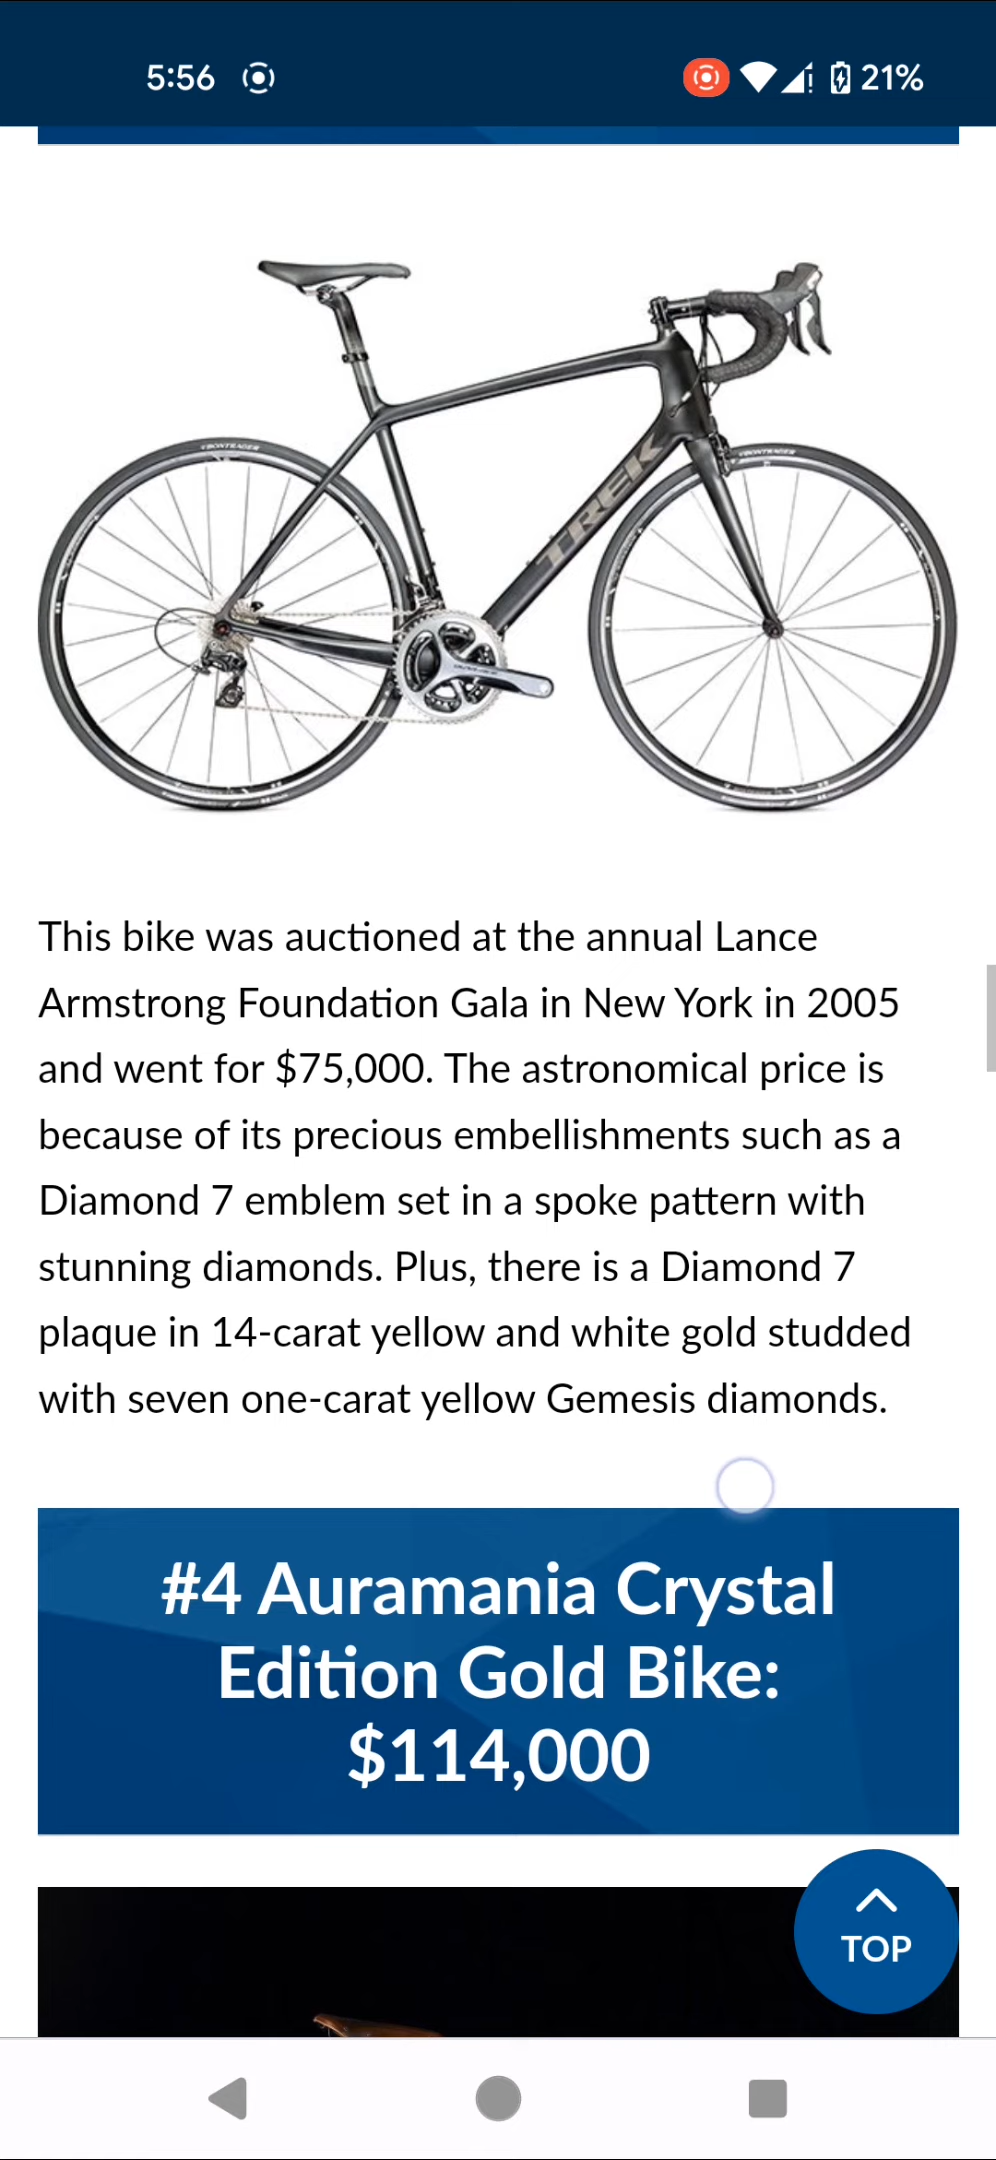 5:56
21%
BONTRAGER
BONTRAGER
TREK
This bike was auctioned at the annual Lance
Armstrong Foundation Gala in New York in 2005
and went for $75,000. The astronomical price is
because of its precious embellishments such as a
Diamond 7 emblem set in a spoke pattern with
stunning diamonds. Plus, there is a Diamond 7
plaque in 14-carat yellow and white gold studded
with seven one-carat yellow Gemesis diamonds.
#4 Auramania Crystal
Edition Gold Bike:
$114,000
TOP